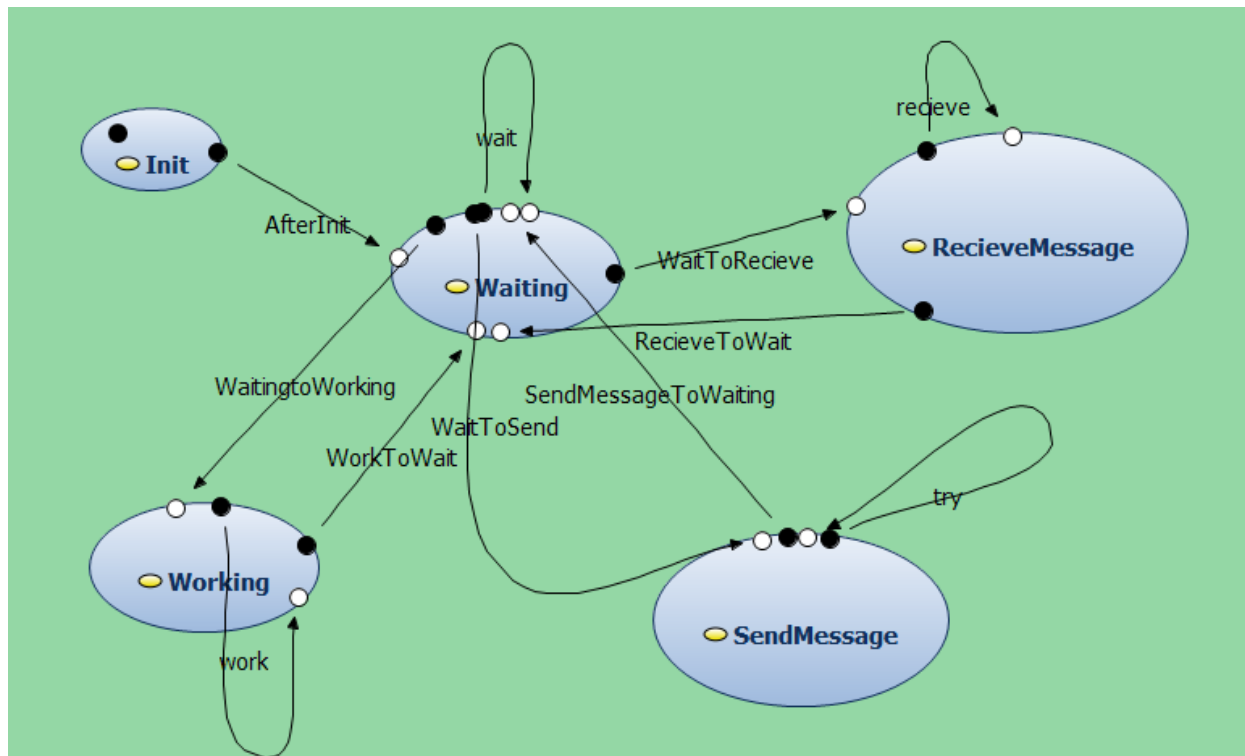 wait
recieve
Init
AfterInit
RecieveMessage
WaitToRecieve
Waiting
RecieveToWait
WaitingtoWorking
SendMessageToWaiting
WaitToSend
WorkToWait
try
Working
SendMessage
work